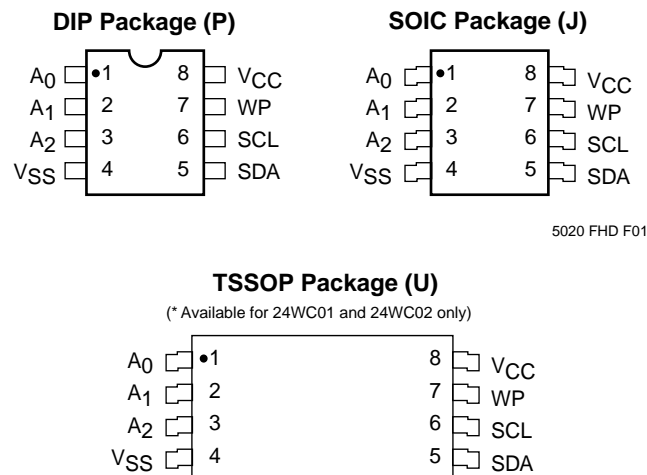 DIP Package (P)
A0 1 8 VCC
A1 2 7 WP
A2 3 6 SCL
VSS 4 5 SDA
SOIC Package (J)
A0 1 8 VCC
A1 2 7 WP
A2 3 6 SCL
VSS 4 5 SDA
5020 FHD F01
TSSOP Package (U)
(* Available for 24WC01 and 24WC02 only)
A0 1 8 VCC
A1 2 7 WP
A2 3 6 SCL
VSS 4 5 SDA